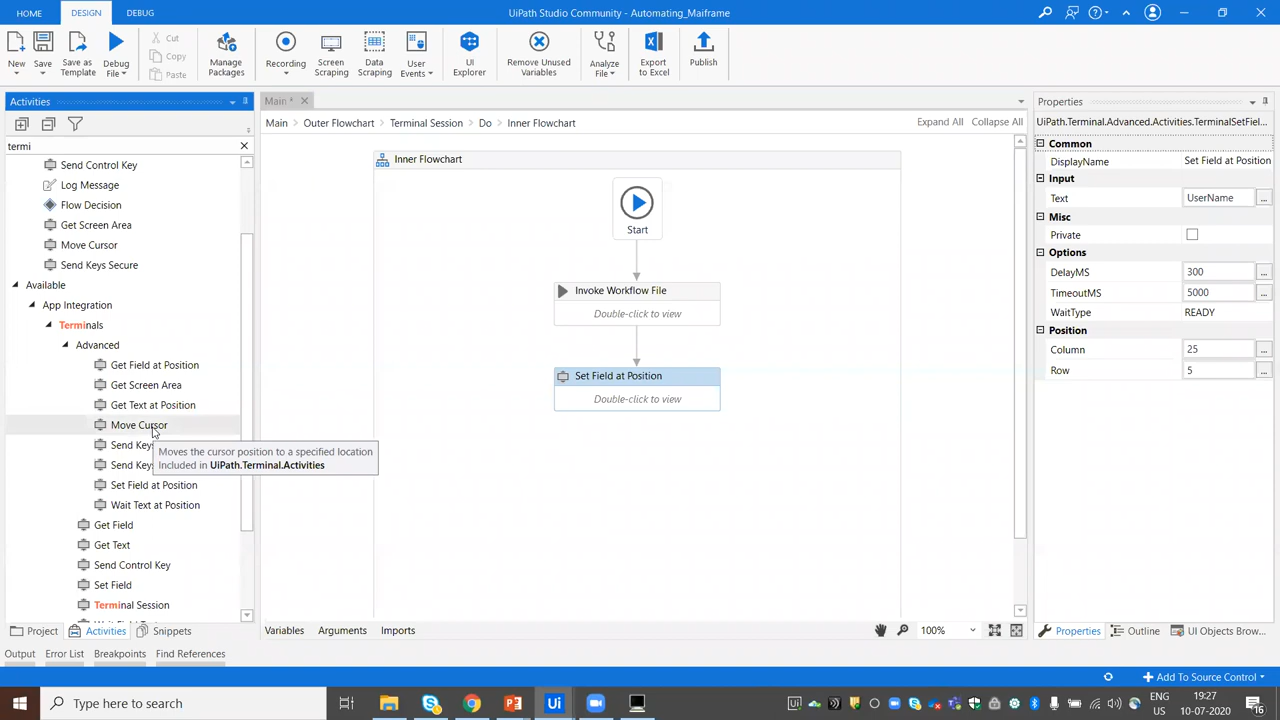 HOME
DESIGN
DEBUG
UiPath Studio Community - Automating_Maiframe
New
Save
Save as Template
Debug File
Cut
Copy
Paste
Manage Packages
Recording
Screen Scraping
Data Scraping
User Events
UI Explorer
Remove Unused Variables
Analyze File
Export to Excel
Publish
Activities
termi
Send Control Key
Log Message
Flow Decision
Get Screen Area
Move Cursor
Send Keys Secure
Available
App Integration
Terminals
Advanced
Get Field at Position
Get Screen Area
Get Text at Position
Move Cursor
Send Keys
Send Keys
Set Field at Position
Wait Text at Position
Get Field
Get Text
Send Control Key
Set Field
Terminal Session
Moves the cursor position to a specified location
Included in UiPath.Terminal.Activities
Project
Activities
Snippets
Main *
Main > Outer Flowchart > Terminal Session > Do > Inner Flowchart
Expand All
Collapse All
Inner Flowchart
Start
Invoke Workflow File
Double-click to view
Set Field at Position
Double-click to view
Variables
Arguments
Imports
100%
Properties
UiPath.Terminal.Advanced.Activities.TerminalSetFiel...
Common
DisplayName Set Field at Position
Input
Text UserName ...
Misc
Private
Options
DelayMS 300 ...
TimeoutMS 5000 ...
WaitType READY
Position
Column 25 ...
Row 5 ...
Properties
Outline
UI Objects Brow...
Output
Error List
Breakpoints
Find References
Add To Source Control
Type here to search
Ui
ENG
IN
19:27
10-07-2020
16